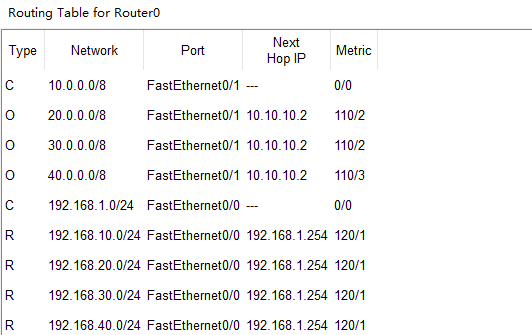 Routing Table for Router0
Type Network Port Next Hop IP Metric
C 10.0.0.0/8 FastEthernet0/1 --- 0/0
O 20.0.0.0/8 FastEthernet0/1 10.10.10.2 110/2
O 30.0.0.0/8 FastEthernet0/1 10.10.10.2 110/2
O 40.0.0.0/8 FastEthernet0/1 10.10.10.2 110/3
C 192.168.1.0/24 FastEthernet0/0 --- 0/0
R 192.168.10.0/24 FastEthernet0/0 192.168.1.254 120/1
R 192.168.20.0/24 FastEthernet0/0 192.168.1.254 120/1
R 192.168.30.0/24 FastEthernet0/0 192.168.1.254 120/1
R 192.168.40.0/24 FastEthernet0/0 192.168.1.254 120/1